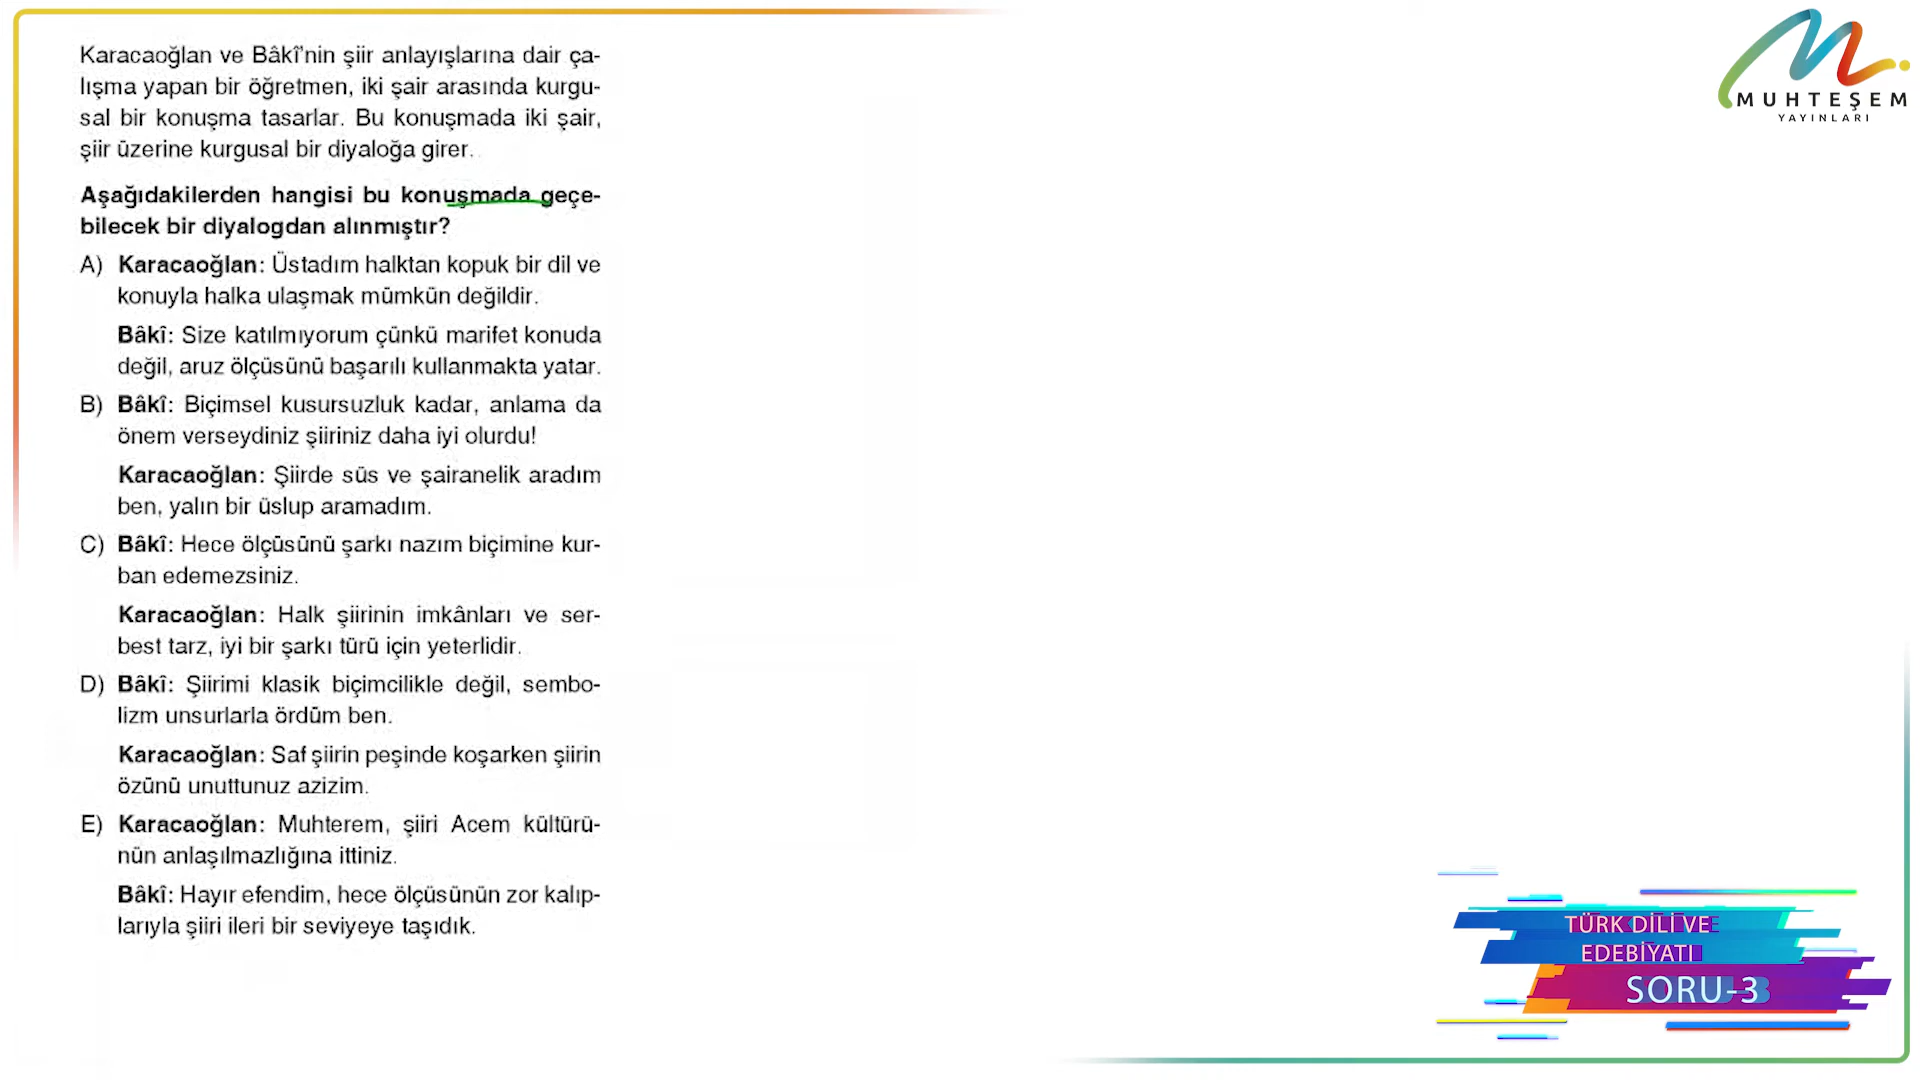 Karacaoğlan ve Bâkî'nin şiir anlayışlarına dair ça-
lışma yapan bir öğretmen, iki şair arasında kurgu-
sal bir konuşma tasarlar. Bu konuşmada iki şair,
şiir üzerine kurgusal bir diyaloğa girer.
Aşağıdakilerden hangisi bu konuşmada geçe-
bilecek bir diyalogdan alınmıştır?
A) Karacaoğlan: Üstadım halktan kopuk bir dil ve
konuyla halka ulaşmak mümkün değildir.
Bâkî: Size katılmıyorum çünkü marifet konuda
değil, aruz ölçüsünü başarılı kullanmakta yatar.
B) Bâkî: Biçimsel kusursuzluk kadar, anlama da
önem verseydiniz şiiriniz daha iyi olurdu!
Karacaoğlan: Şiirde süs ve şairanelik aradım
ben, yalın bir üslup aramadım.
C) Bâkî: Hece ölçüsünü şarkı nazım biçimine kur-
ban edemezsiniz.
Karacaoğlan: Halk şiirinin imkânları ve ser-
best tarz, iyi bir şarkı türü için yeterlidir.
D) Bâkî: Şiirimi klasik biçimcilikle değil, sembo-
lizm unsurlarla ördüm ben.
Karacaoğlan: Saf şiirin peşinde koşarken şiirin
özünü unuttunuz azizim.
E) Karacaoğlan: Muhterem, şiiri Acem kültürü-
nün anlaşılmazlığına ittiniz.
Bâkî: Hayır efendim, hece ölçüsünün zor kalıp-
larıyla şiiri ileri bir seviyeye taşıdık.
MUHTEŞEM
YAYINLARI
TÜRK DİLİ VE
EDEBİYATI
SORU-3